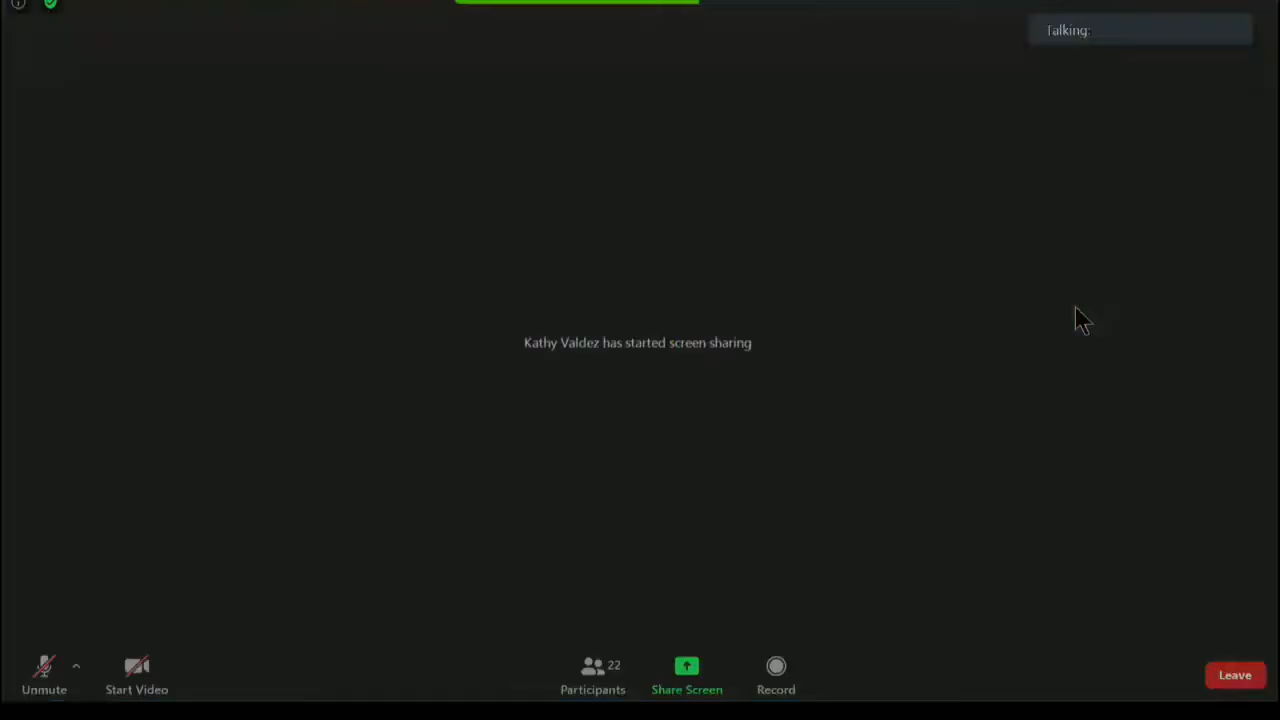 Talking:
Kathy Valdez has started screen sharing
22
Unmute
Start Video
Participants
Share Screen
Record
Leave